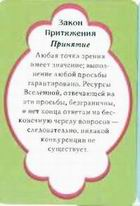 Закон
Притяжения
Принятие
Любая точка зрения
имеет значение; выпол-
нение любой просьбы
гарантировано. Ресурсы
Вселенной, отвечающей на
эти просьбы, безграничны,
и нет конца ответам на бес-
конечную череду вопросов —
следовательно, никакой
конкуренции не
существует.